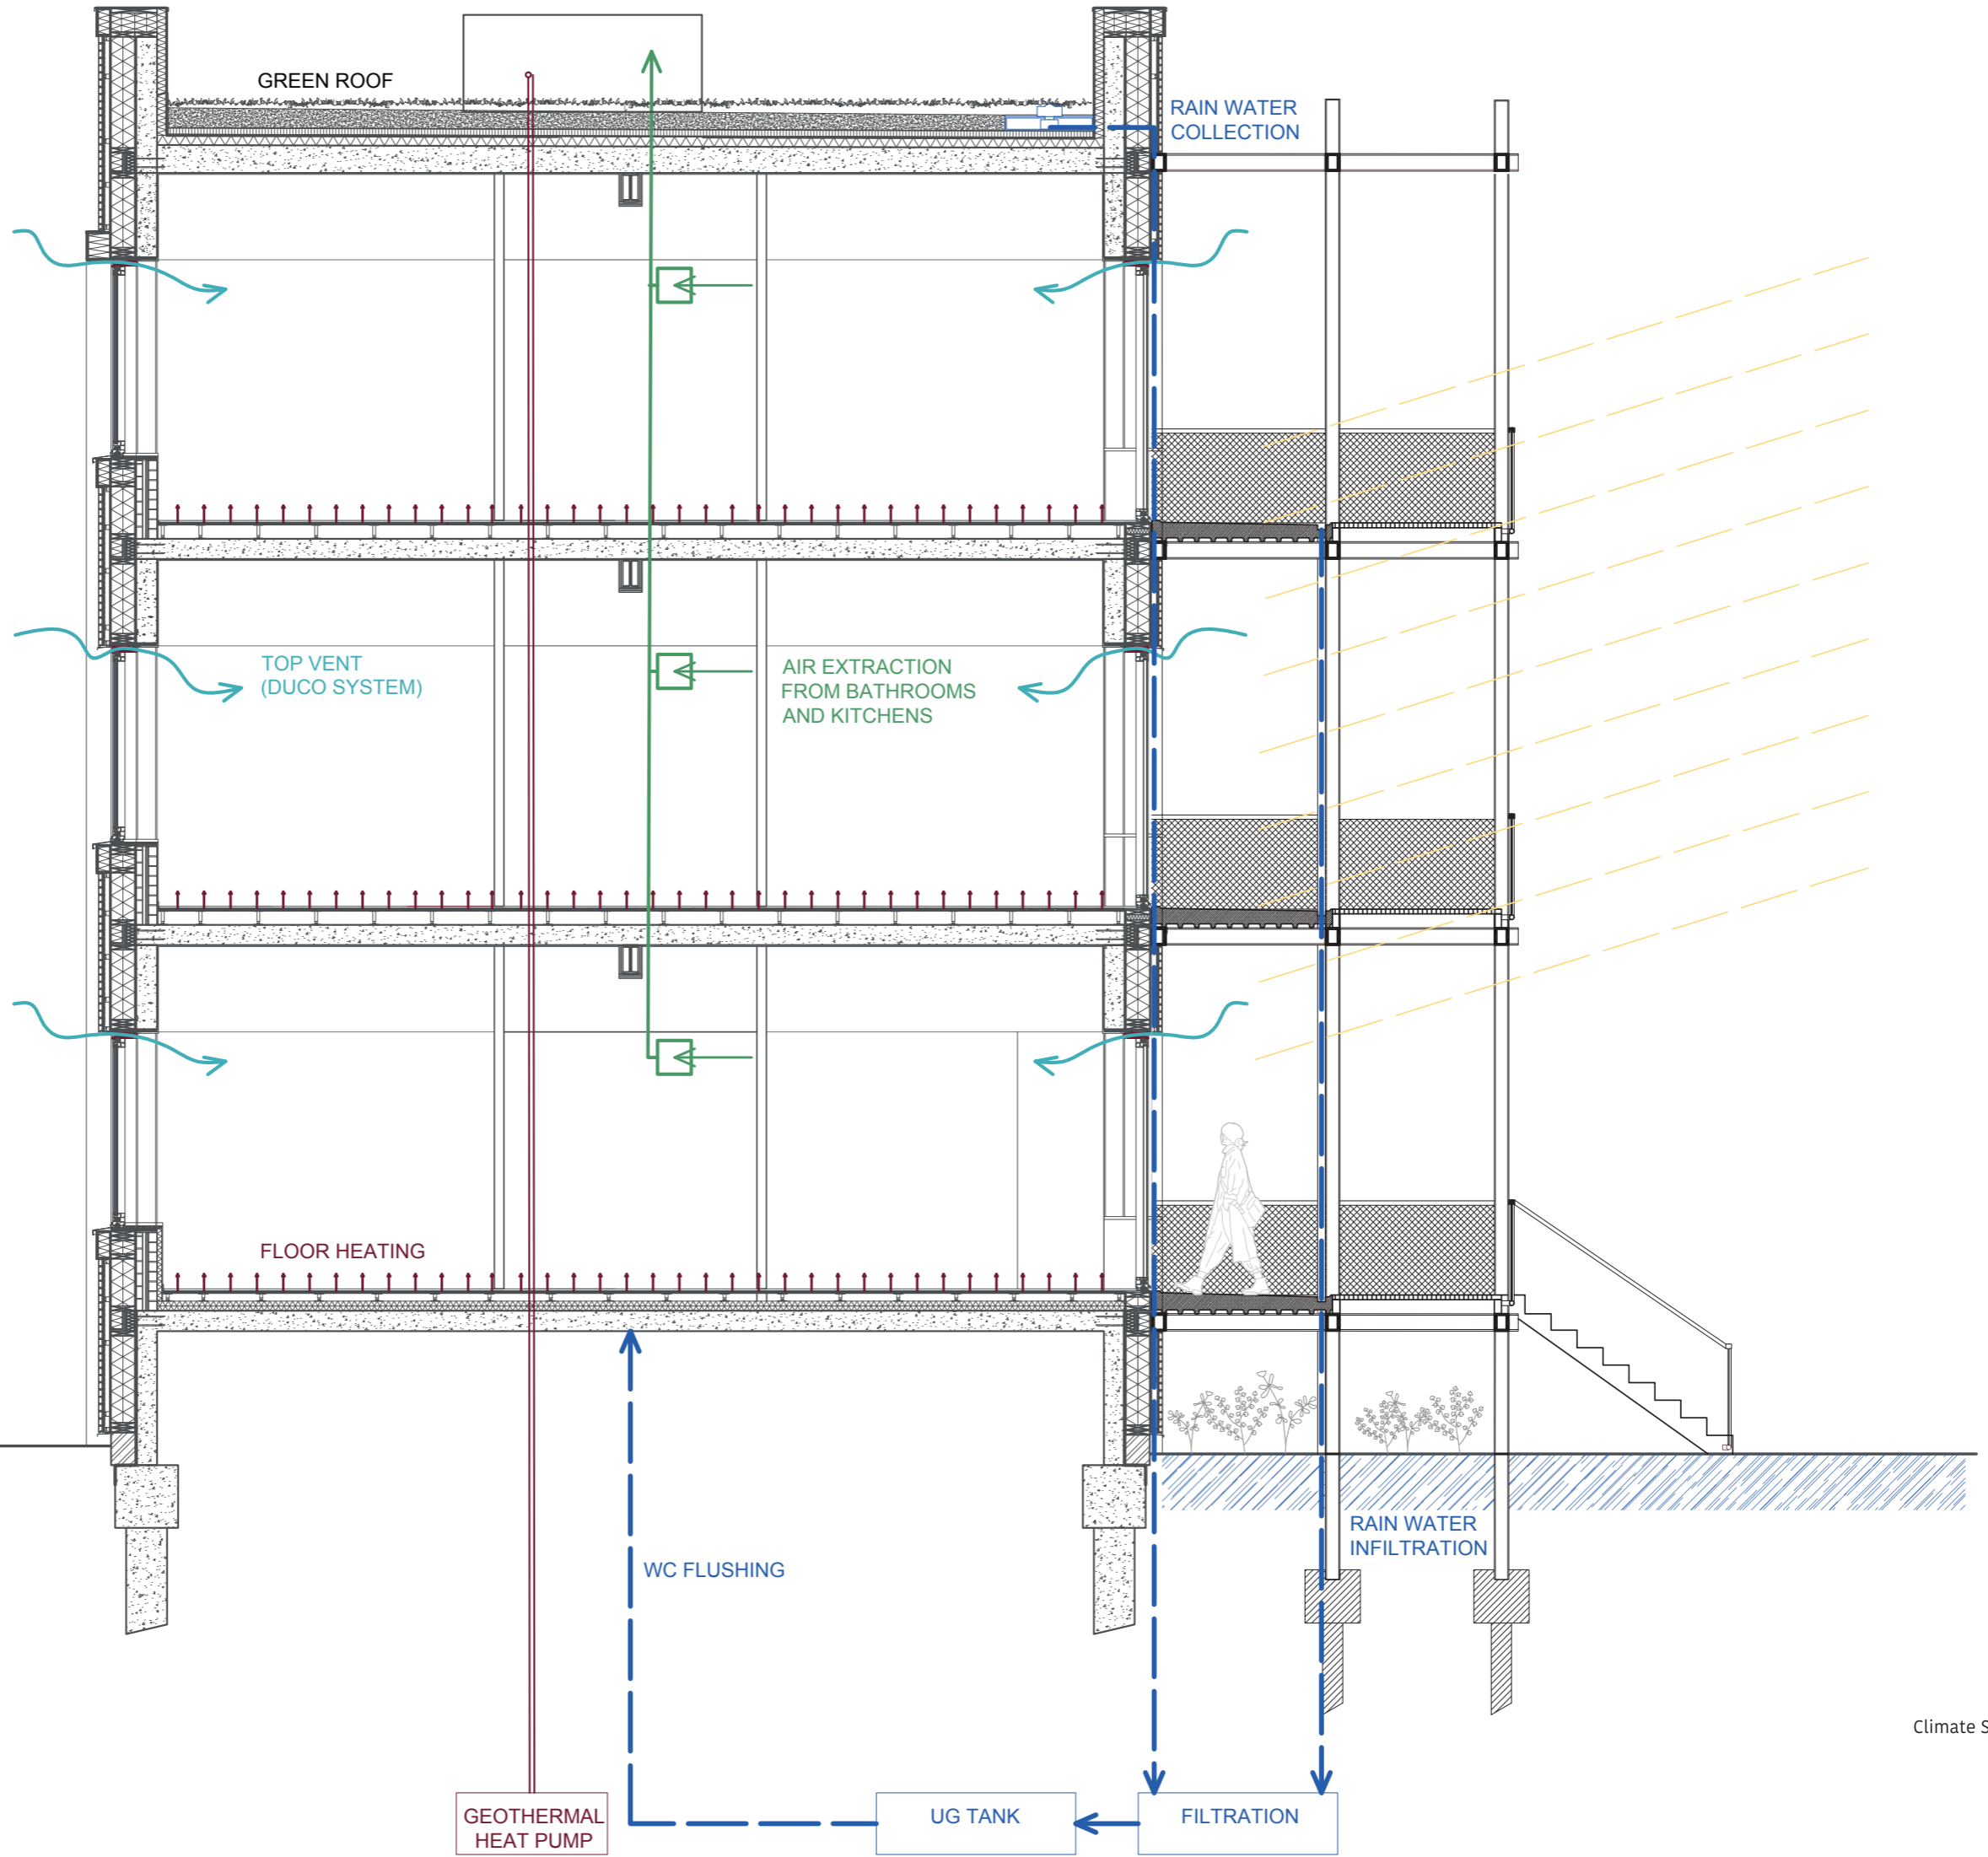 GREEN ROOF
RAIN WATER
COLLECTION
TOP VENT
(DUCO SYSTEM)
AIR EXTRACTION
FROM BATHROOMS
AND KITCHENS
FLOOR HEATING
RAIN WATER
INFILTRATION
WC FLUSHING
Climate S
GEOTHERMAL
HEAT PUMP
UG TANK
FILTRATION